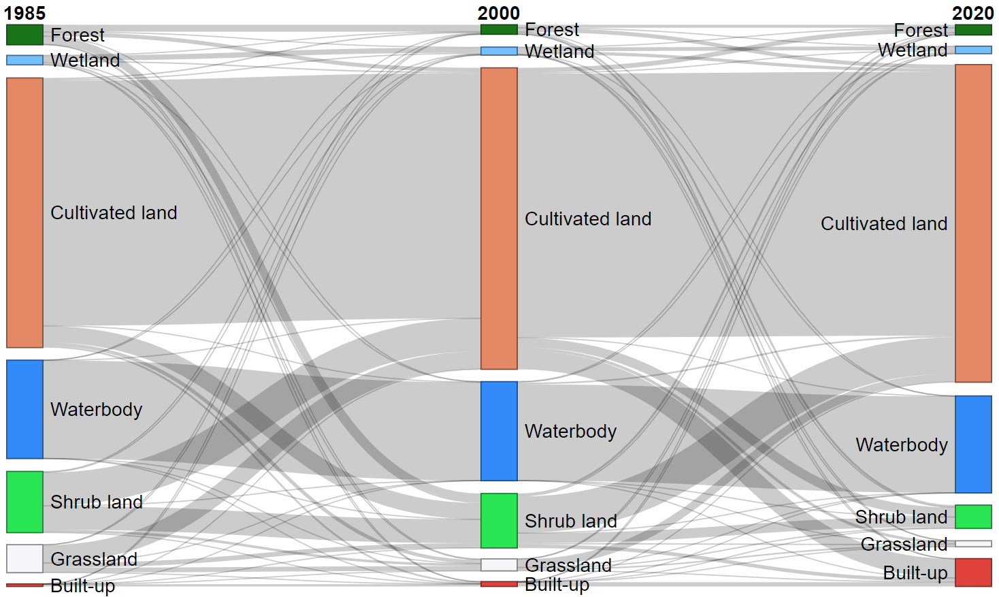 1985
2000
2020
Forest
Wetland
Cultivated land
Waterbody
Shrub land
Grassland
Built-up
Forest
Wetland
Cultivated land
Waterbody
Shrub land
Grassland
Built-up
Forest
Wetland
Cultivated land
Waterbody
Shrub land
Grassland
Built-up